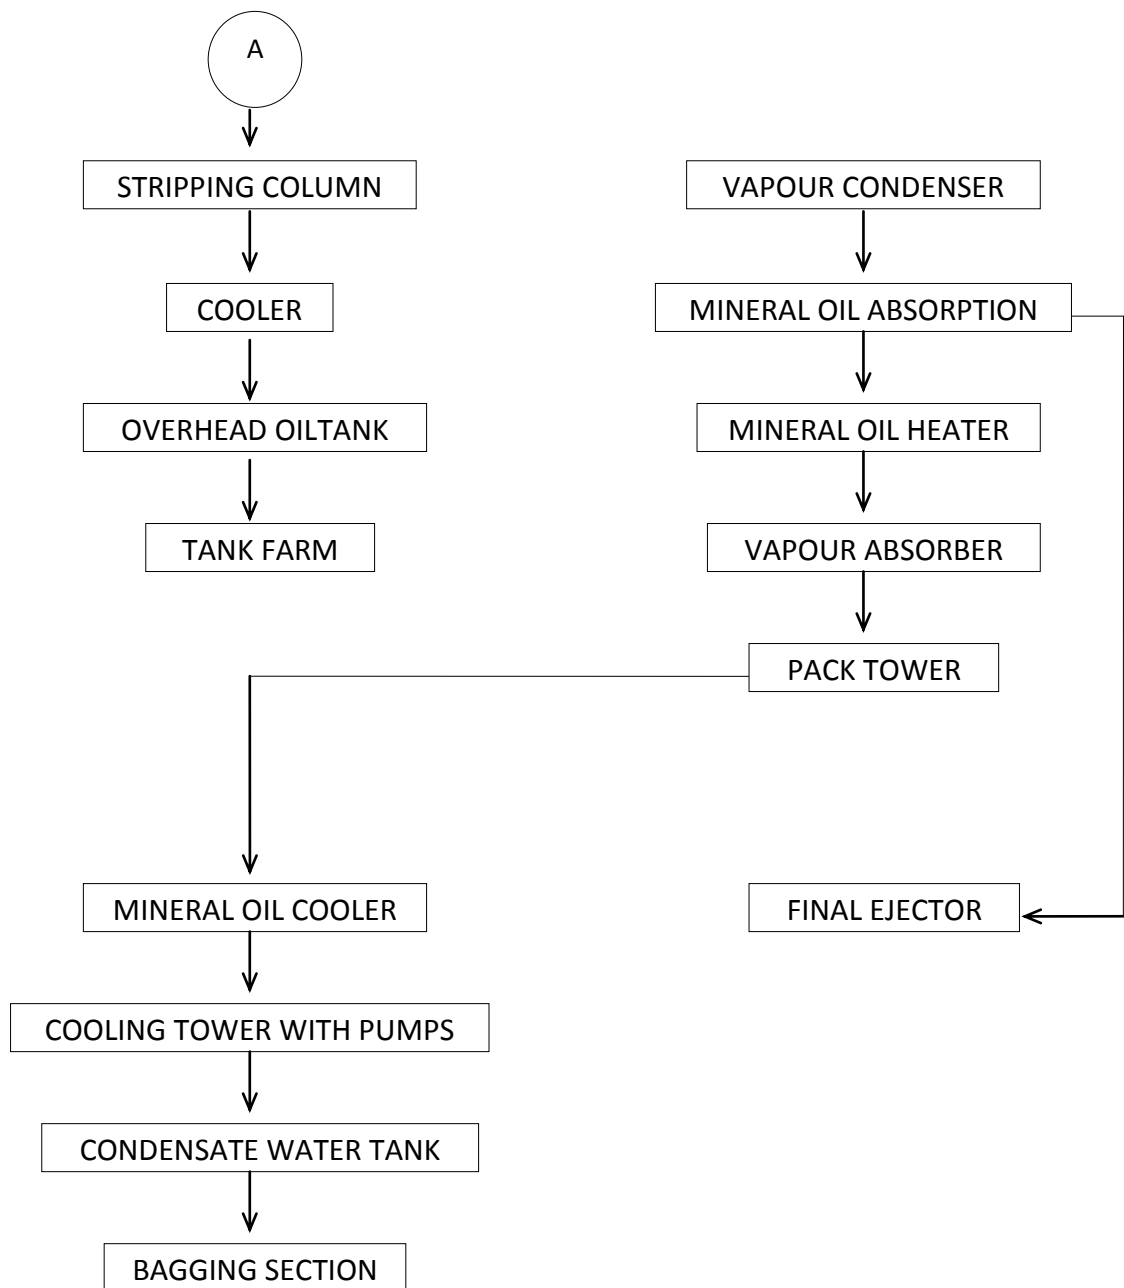 A
STRIPPING COLUMN
VAPOUR CONDENSER
COOLER
MINERAL OIL ABSORPTION
OVERHEAD OILTANK
MINERAL OIL HEATER
TANK FARM
VAPOUR ABSORBER
PACK TOWER
MINERAL OIL COOLER
FINAL EJECTOR
COOLING TOWER WITH PUMPS
CONDENSATE WATER TANK
BAGGING SECTION